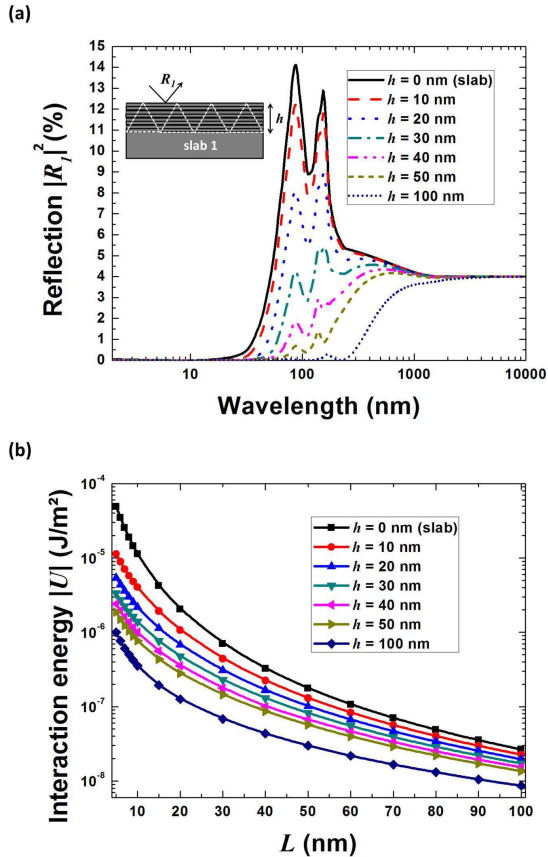 (a)
Reflection |R₁|² (%)
15
14
13
12
11
10
9
8
7
6
5
4
3
2
1
0
R₁
h
slab 1
h = 0 nm (slab)
h = 10 nm
h = 20 nm
h = 30 nm
h = 40 nm
h = 50 nm
h = 100 nm
10 100 1000 10000
Wavelength (nm)
(b)
Interaction energy |U| (J/m²)
10⁻⁴
10⁻⁵
10⁻⁶
10⁻⁷
10⁻⁸
h = 0 nm (slab)
h = 10 nm
h = 20 nm
h = 30 nm
h = 40 nm
h = 50 nm
h = 100 nm
10 20 30 40 50 60 70 80 90 100
L (nm)